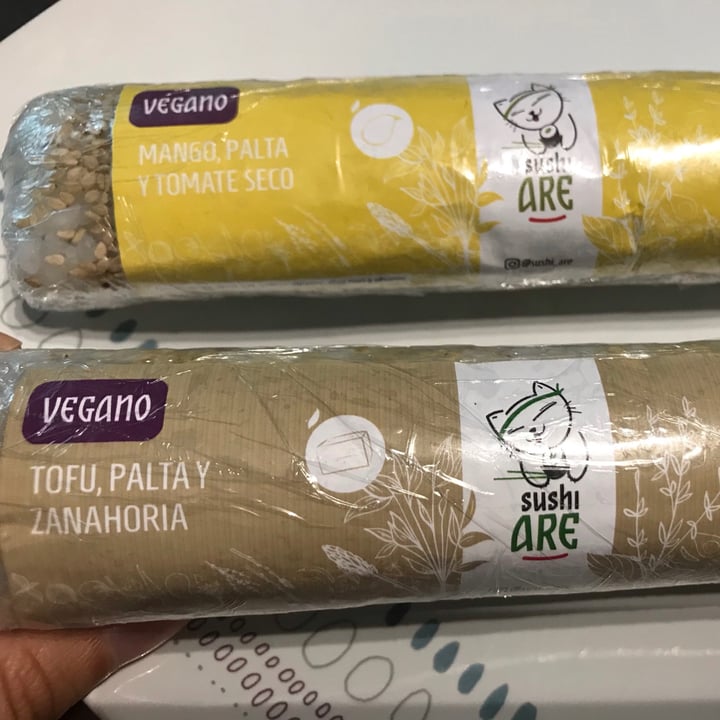 VEGANO
MANGO, PALTA
Y TOMATE SECO
sushi
ARE
@sushi_are
VEGANO
TOFU, PALTA Y
ZANAHORIA
sushi
ARE